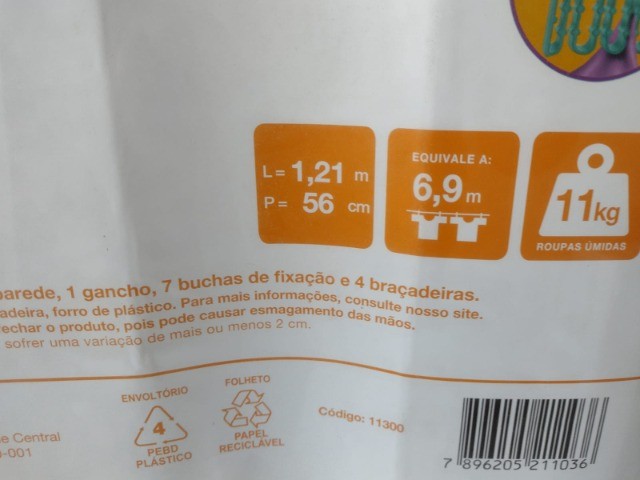 L = 1,21 m
P = 56 cm
EQUIVALE A:
6,9 m
11kg
ROUPAS ÚMIDAS
parede, 1 gancho, 7 buchas de fixação e 4 braçadeiras.
forro de plástico. Para mais informações, consulte nosso site.
fechar o produto, pois pode causar esmagamento das mãos.
sofrer uma variação de mais ou menos 2 cm.
ENVOLTÓRIO
4
PEBD
PLÁSTICO
FOLHETO
PAPEL
RECICLÁVEL
Código: 11300
Central
-001
7 896205 211036